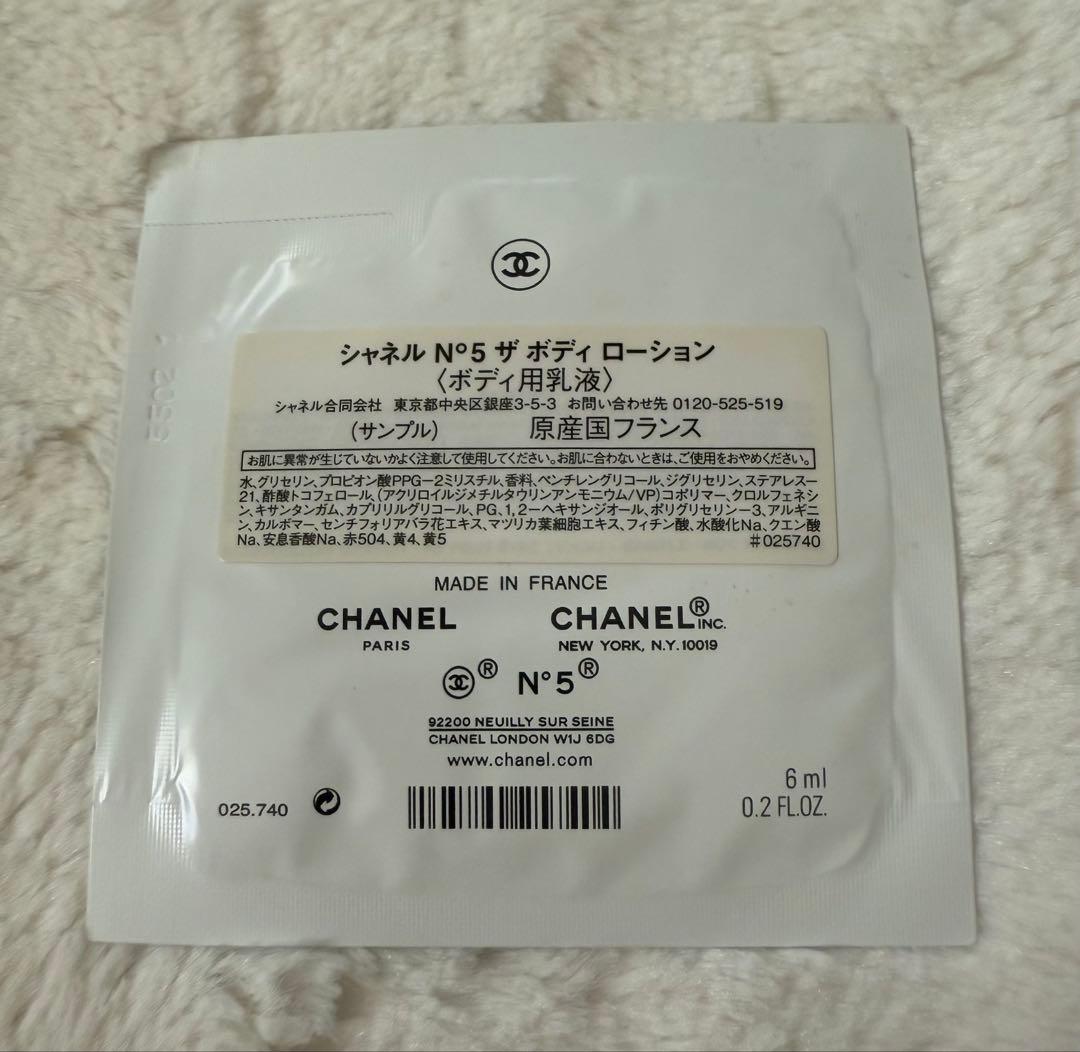 シャネル N°5 ザ ボディ ローション
〈ボディ用乳液〉
シャネル合同会社 東京都中央区銀座3-5-3 お問い合わせ先 0120-525-519
(サンプル) 原産国フランス
お肌に異常が生じていないかよく注意して使用してください。お肌に合わないときは、ご使用をおやめください。
水、グリセリン、プロピオン酸PPG-2ミリスチル、香料、ペンチレングリコール、ジグリセリン、ステアレス-
21、酢酸トコフェロール、(アクリロイルジメチルタウリンアンモニウム/VP)コポリマー、クロルフェネシ
ン、キサンタンガム、カプリリルグリコール、PG、1,2-ヘキサンジオール、ポリグリセリン-3、アルギニ
ン、カルボマー、センチフォリアバラ花エキス、マツリカ葉細胞エキス、フィチン酸、水酸化Na、クエン酸
Na、安息香酸Na、赤504、黄4、黄5 #025740
MADE IN FRANCE
CHANEL CHANEL® INC.
PARIS NEW YORK, N.Y. 10019
® N°5®
92200 NEUILLY SUR SEINE
CHANEL LONDON W1J 6DG
www.chanel.com
025.740
6 ml
0.2 FL.OZ.